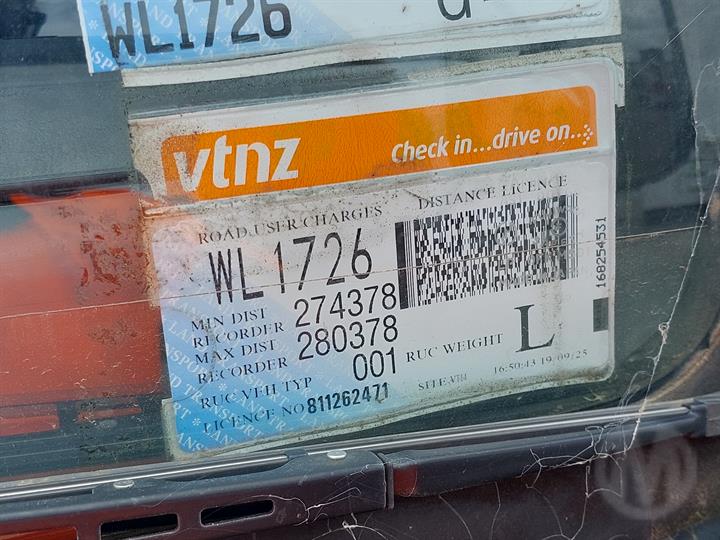 WL1726
G
vtnz
check in...drive on...
ROAD USER CHARGES DISTANCE LICENCE
WL1726
MIN DIST
RECORDER 274378
MAX DIST
RECORDER 280378
RUC VEH TYP 001 RUC WEIGHT L
LICENCE NO 811262471 16:50:43 19/09/25
168254531